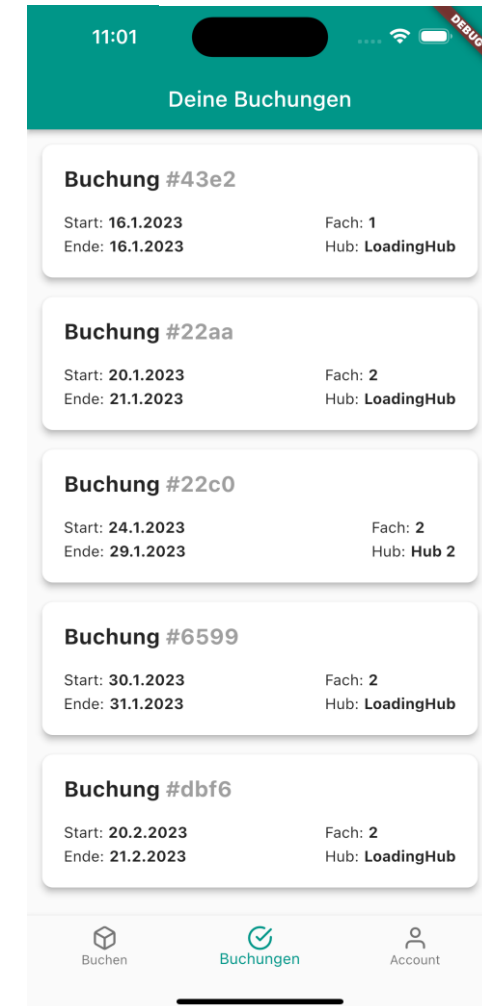 11:01
DEBUG
Deine Buchungen
Buchung #43e2
Start: 16.1.2023 Fach: 1
Ende: 16.1.2023 Hub: LoadingHub
Buchung #22aa
Start: 20.1.2023 Fach: 2
Ende: 21.1.2023 Hub: LoadingHub
Buchung #22c0
Start: 24.1.2023 Fach: 2
Ende: 29.1.2023 Hub: Hub 2
Buchung #6599
Start: 30.1.2023 Fach: 2
Ende: 31.1.2023 Hub: LoadingHub
Buchung #dbf6
Start: 20.2.2023 Fach: 2
Ende: 21.2.2023 Hub: LoadingHub
Buchen Buchungen Account